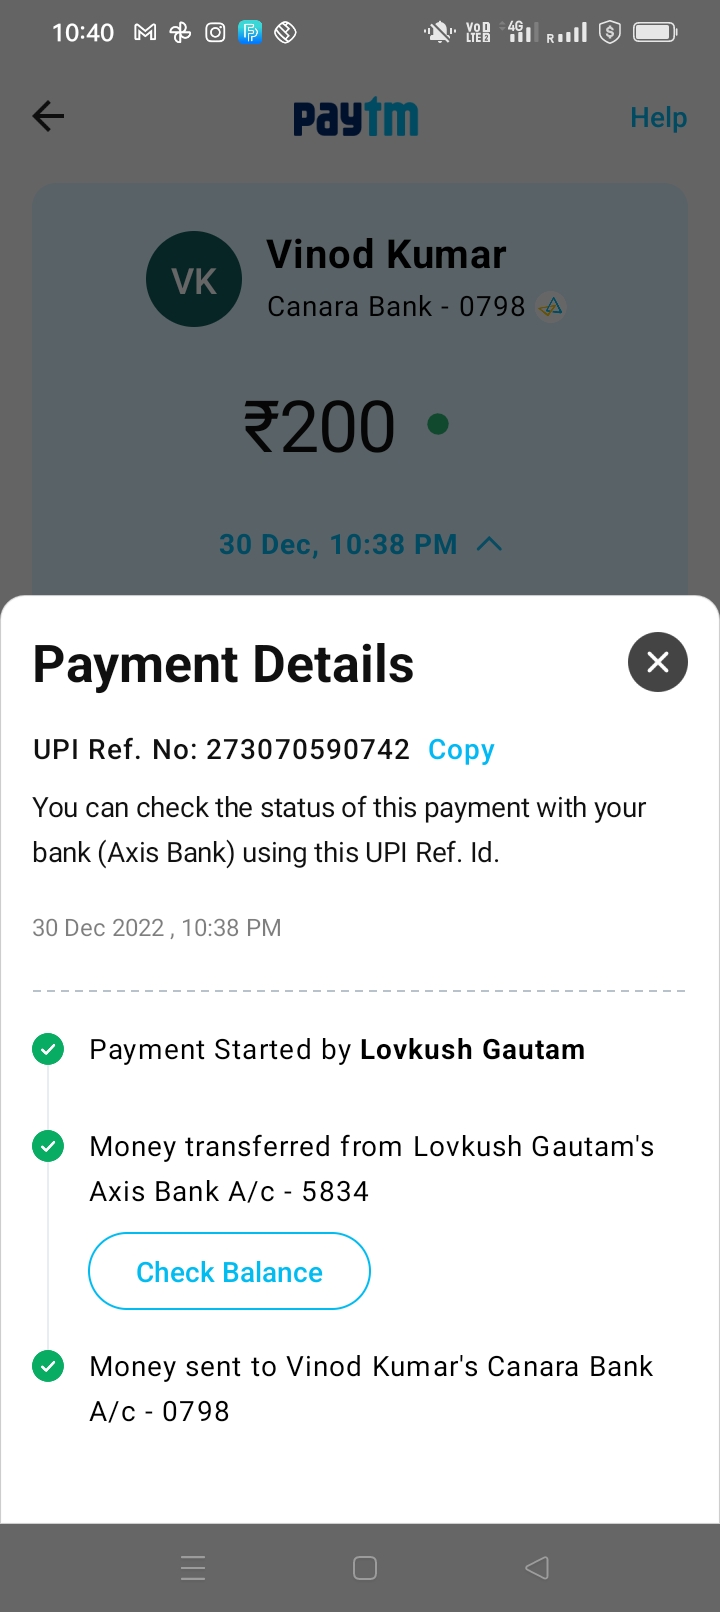 10:40
VoD LTE2 4G R
paytm
Help
VK
Vinod Kumar
Canara Bank - 0798
₹200
30 Dec, 10:38 PM
Payment Details
UPI Ref. No: 273070590742 Copy
You can check the status of this payment with your
bank (Axis Bank) using this UPI Ref. Id.
30 Dec 2022 , 10:38 PM
Payment Started by Lovkush Gautam
Money transferred from Lovkush Gautam's
Axis Bank A/c - 5834
Check Balance
Money sent to Vinod Kumar's Canara Bank
A/c - 0798